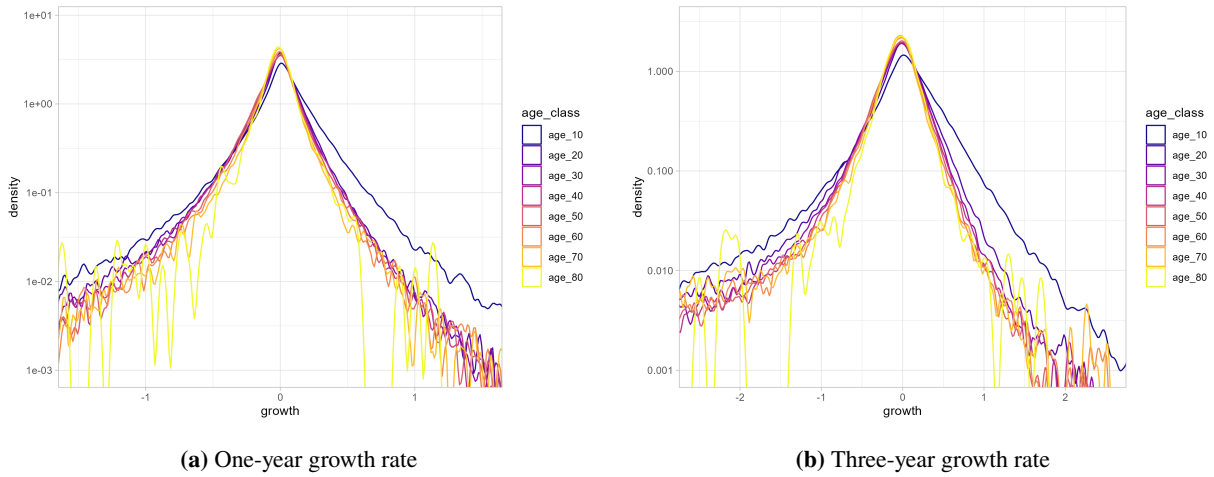 1e+01
1e+00
1e-01
1e-02
1e-03
density
-1
0
1
growth
age_class
age_10
age_20
age_30
age_40
age_50
age_60
age_70
age_80
(a) One-year growth rate
1.000
0.100
0.010
0.001
density
-2
-1
0
1
2
growth
age_class
age_10
age_20
age_30
age_40
age_50
age_60
age_70
age_80
(b) Three-year growth rate